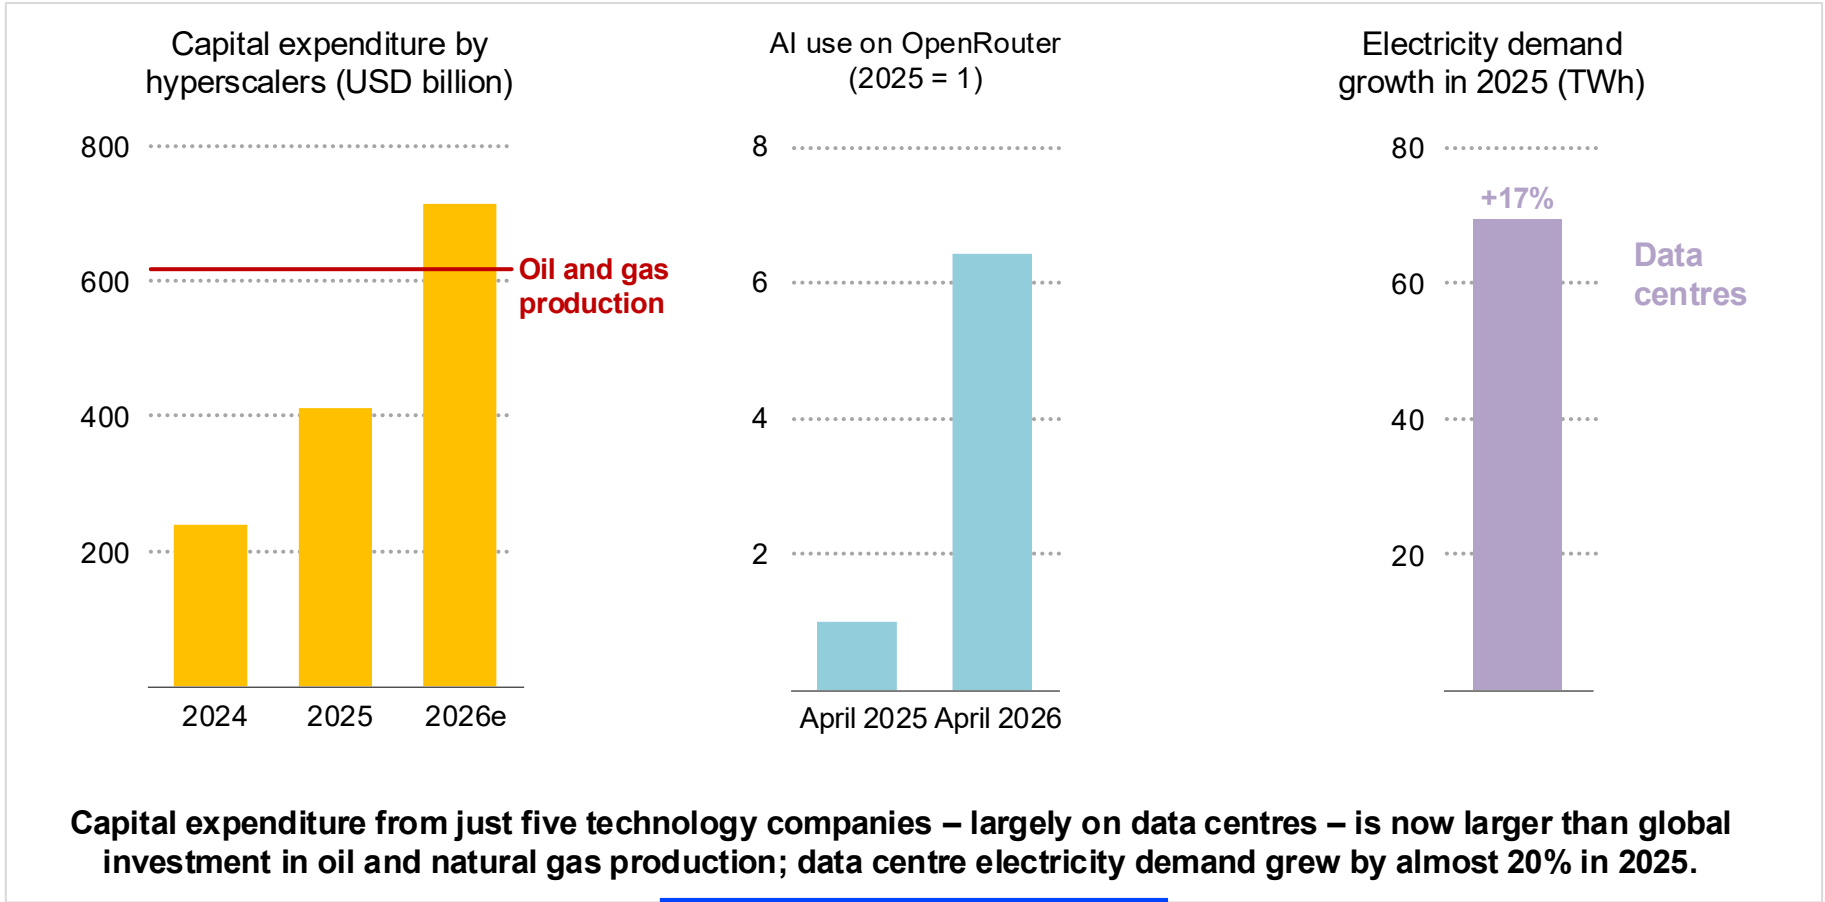 Capital expenditure by
hyperscalers (USD billion)
800
600
400
200
Oil and gas
production
2024
2025
2026e
AI use on OpenRouter
(2025 = 1)
8
6
4
2
April 2025
April 2026
Electricity demand
growth in 2025 (TWh)
80
60
40
20
+17%
Data
centres
Capital expenditure from just five technology companies – largely on data centres – is now larger than global
investment in oil and natural gas production; data centre electricity demand grew by almost 20% in 2025.